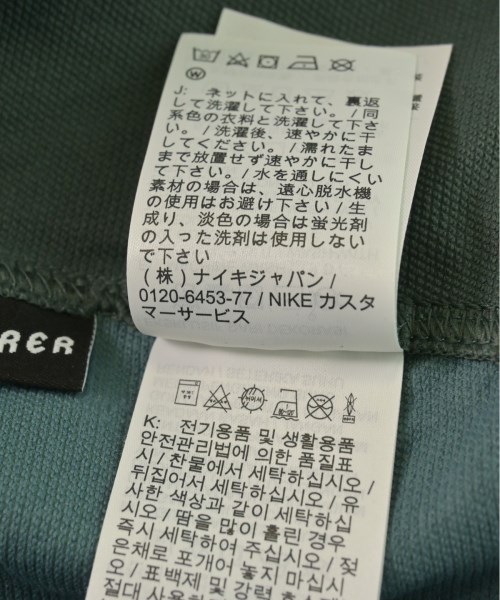 W
J: ネットに入れて、裏返
して洗濯して下さい。/同
系色の衣料と洗濯して下さ
い。/洗濯後、速やかに干
してください。/濡れたま
まで放置せず速やかに干し
て下さい/水を通しにくい
素材の場合は、遠心脱水機
の使用はお避け下さい/生
成り、淡色の場合は蛍光剤
の入った洗剤は使用しない
で下さい
(株)ナイキジャパン/
0120-6453-77/NIKE カスタ
マーサービス
RER
K: 전기용품 및 생활용품
안전관리법에 의한 품질표
시/찬물에서 세탁하십시오/
뒤집어서 세탁하십시오/유
사한 색상과 같이 세탁하십
시오/땀을 많이 흘린 경우
즉시 세탁하여 주십시오/젖
은채로 포개어 놓지 마십시
오/표백제 및 강력
절대 사용